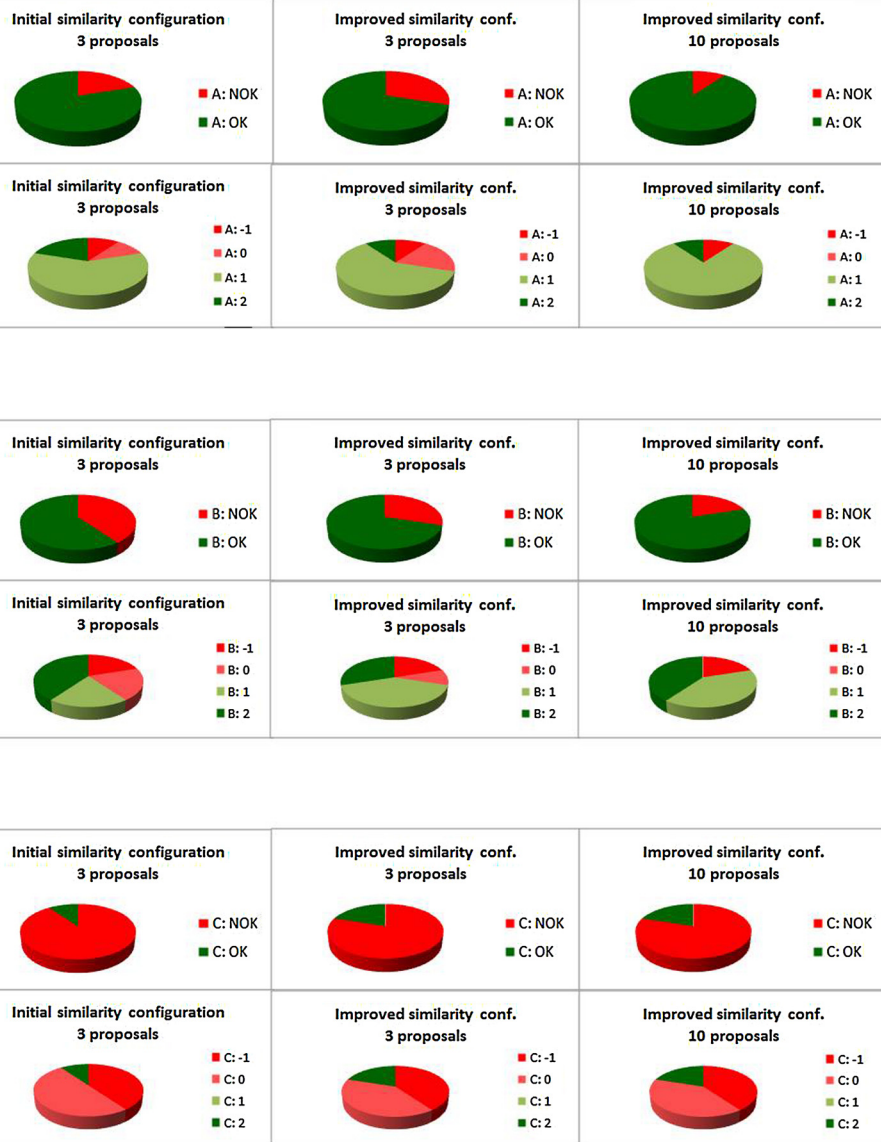 Initial similarity configuration
3 proposals
A: NOK
A: OK
Improved similarity conf.
3 proposals
A: NOK
A: OK
Improved similarity conf.
10 proposals
A: NOK
A: OK
Initial similarity configuration
3 proposals
A: -1
A: 0
A: 1
A: 2
Improved similarity conf.
3 proposals
A: -1
A: 0
A: 1
A: 2
Improved similarity conf.
10 proposals
A: -1
A: 0
A: 1
A: 2
Initial similarity configuration
3 proposals
B: NOK
B: OK
Improved similarity conf.
3 proposals
B: NOK
B: OK
Improved similarity conf.
10 proposals
B: NOK
B: OK
Initial similarity configuration
3 proposals
B: -1
B: 0
B: 1
B: 2
Improved similarity conf.
3 proposals
B: -1
B: 0
B: 1
B: 2
Improved similarity conf.
10 proposals
B: -1
B: 0
B: 1
B: 2
Initial similarity configuration
3 proposals
C: NOK
C: OK
Improved similarity conf.
3 proposals
C: NOK
C: OK
Improved similarity conf.
10 proposals
C: NOK
C: OK
Initial similarity configuration
3 proposals
C: -1
C: 0
C: 1
C: 2
Improved similarity conf.
3 proposals
C: -1
C: 0
C: 1
C: 2
Improved similarity conf.
10 proposals
C: -1
C: 0
C: 1
C: 2